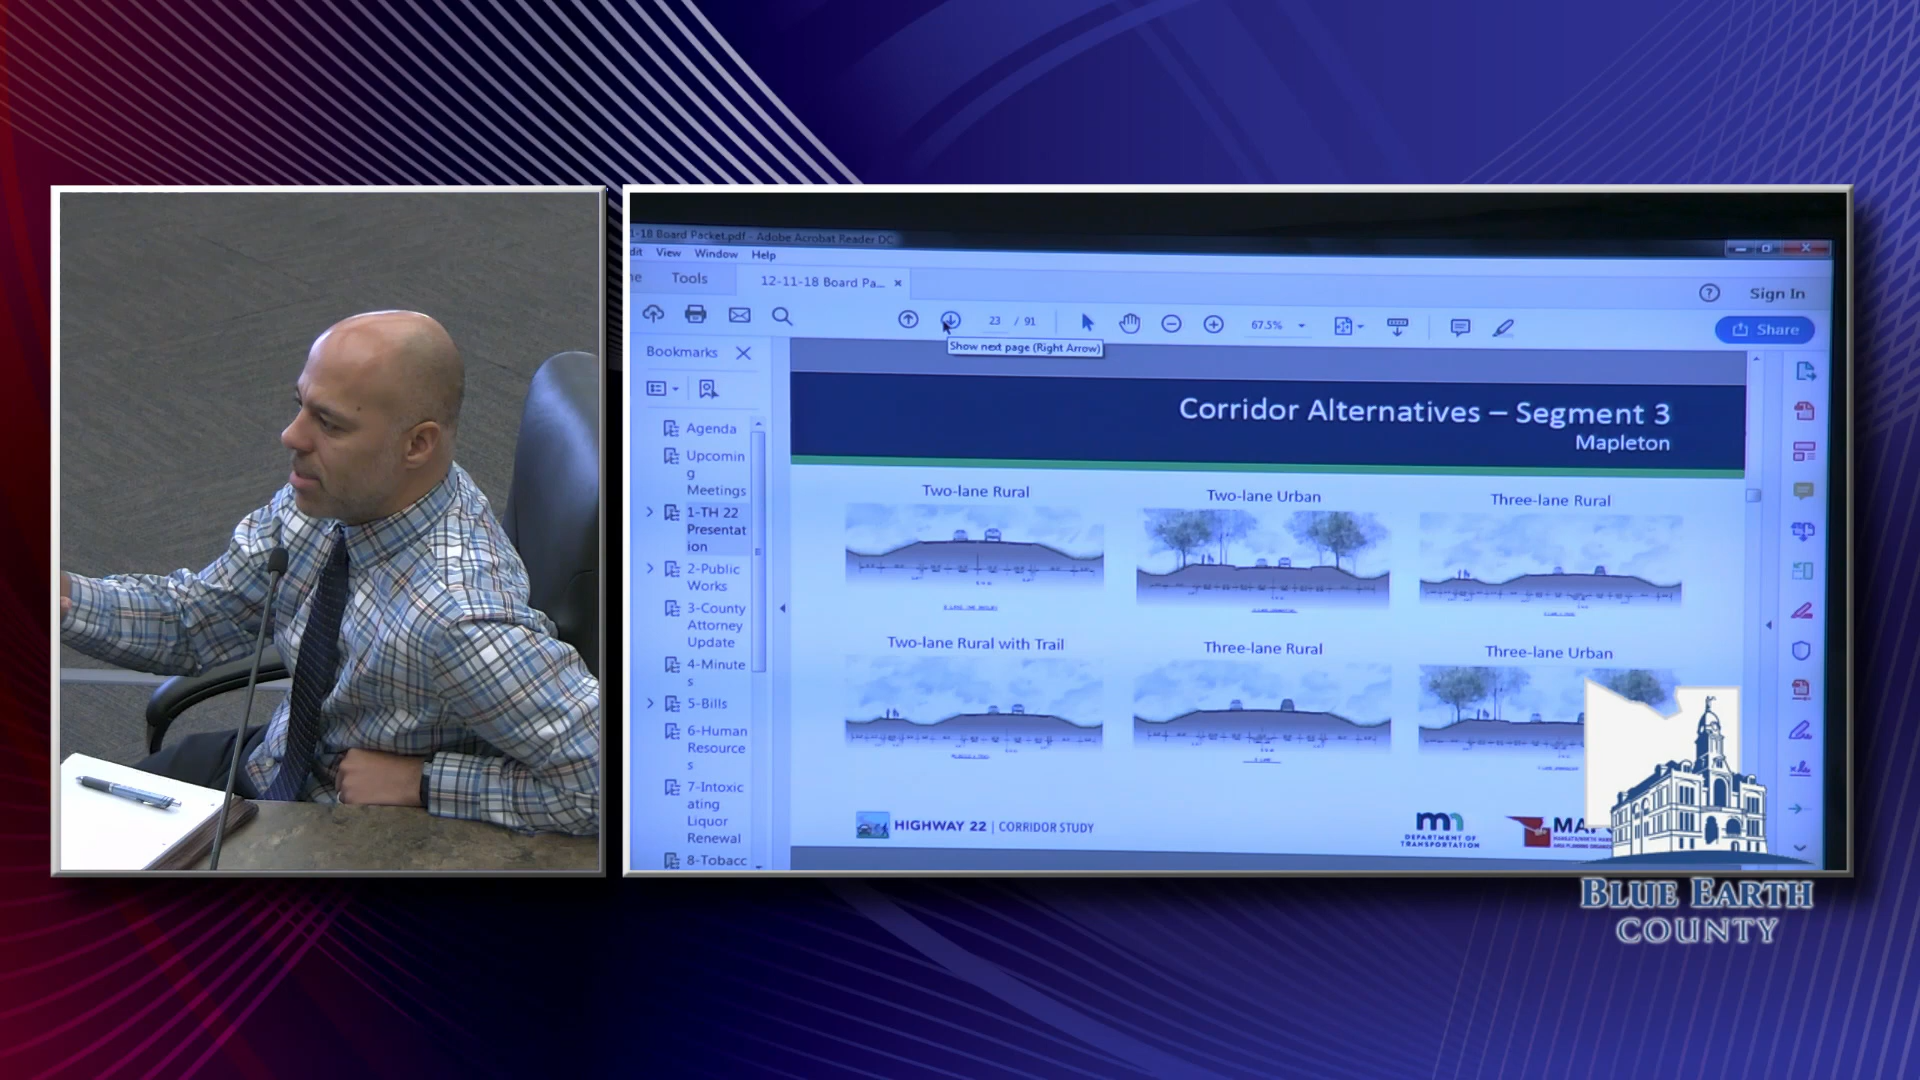 1-18 Board Packet.pdf - Adobe Acrobat Reader DC
dit View Window Help
ne Tools 12-11-18 Board Pa... ×
Sign In
23 / 91
67.5%
Share
Show next page (Right Arrow)
Bookmarks
Agenda
Upcomin
g
Meetings
1-TH 22
Presentat
ion
2-Public
Works
3-County
Attorney
Update
4-Minute
s
5-Bills
6-Human
Resource
s
7-Intoxic
ating
Liquor
Renewal
8-Tobacc
Corridor Alternatives – Segment 3
Mapleton
Two-lane Rural
Two-lane Urban
Three-lane Rural
Two-lane Rural with Trail
Three-lane Rural
Three-lane Urban
HIGHWAY 22 | CORRIDOR STUDY
DEPARTMENT OF
TRANSPORTATION
BLUE EARTH
COUNTY